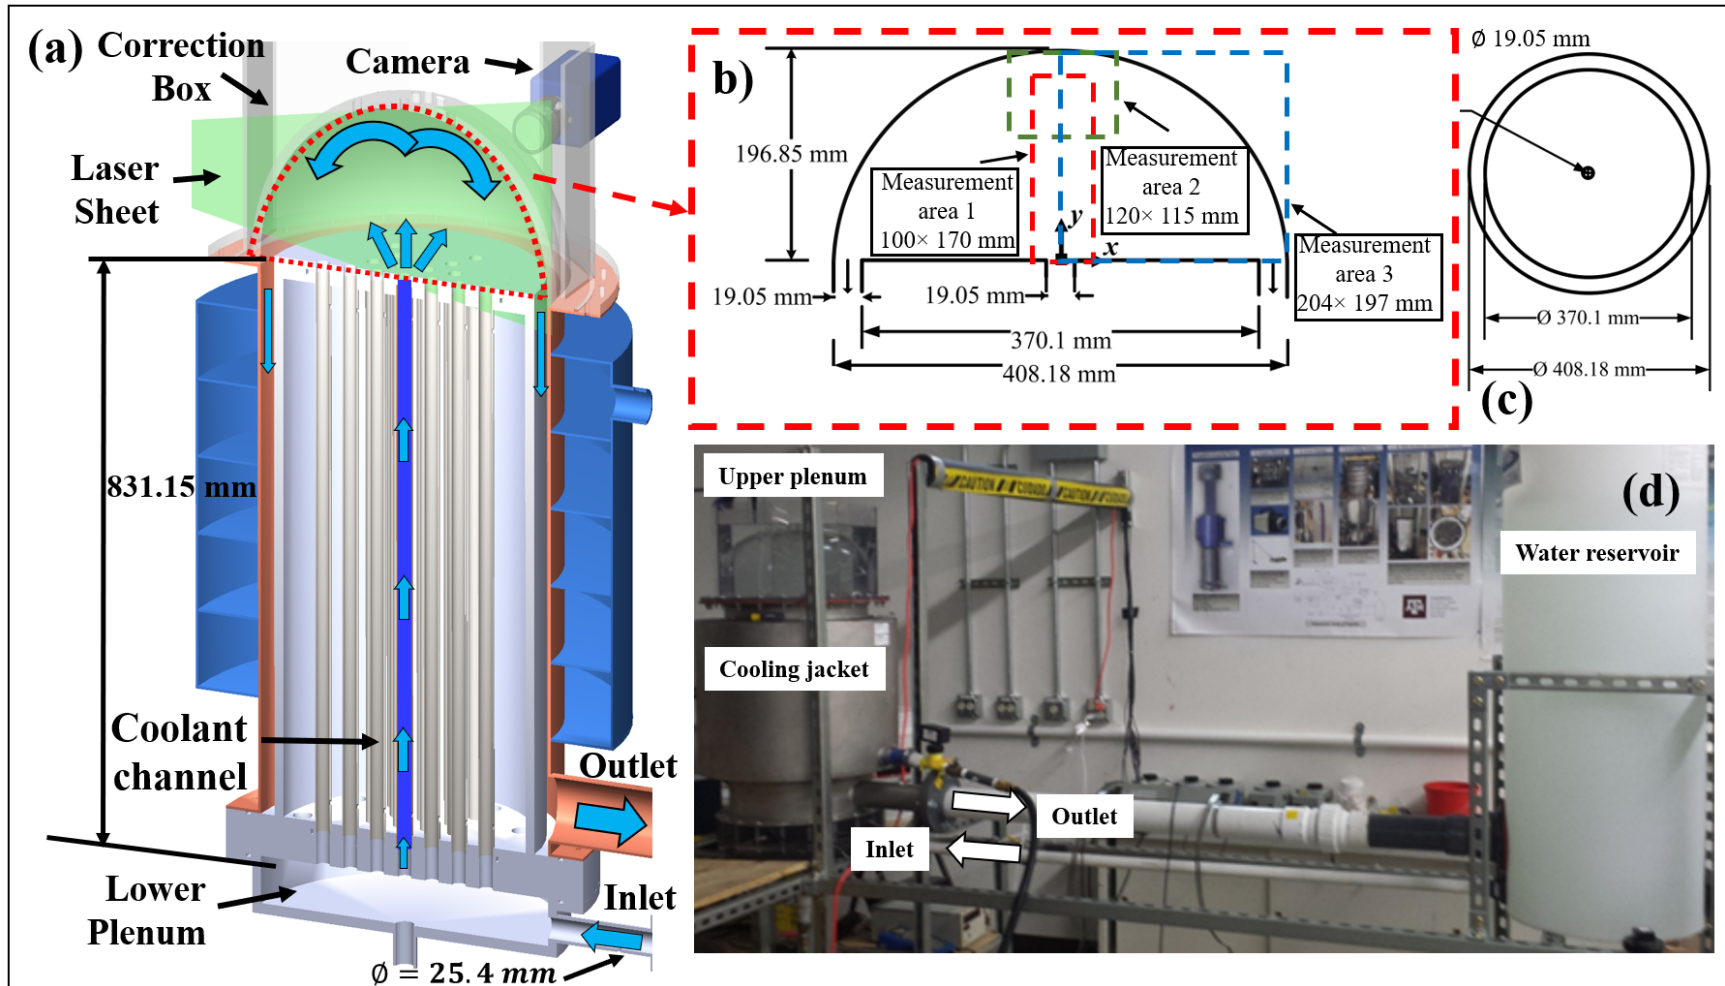 (a)
Correction
Box
Camera
Laser
Sheet
831.15 mm
Coolant
channel
Outlet
Lower
Plenum
Inlet
∅ = 25.4 mm
b)
196.85 mm
Measurement
area 1
100× 170 mm
Measurement
area 2
120× 115 mm
Measurement
area 3
204× 197 mm
y
x
19.05 mm
19.05 mm
370.1 mm
408.18 mm
Ø 19.05 mm
Ø 370.1 mm
Ø 408.18 mm
(c)
Upper plenum
CAUTION
CUIDADO
CAUTION
(d)
Water reservoir
Cooling jacket
Outlet
Inlet